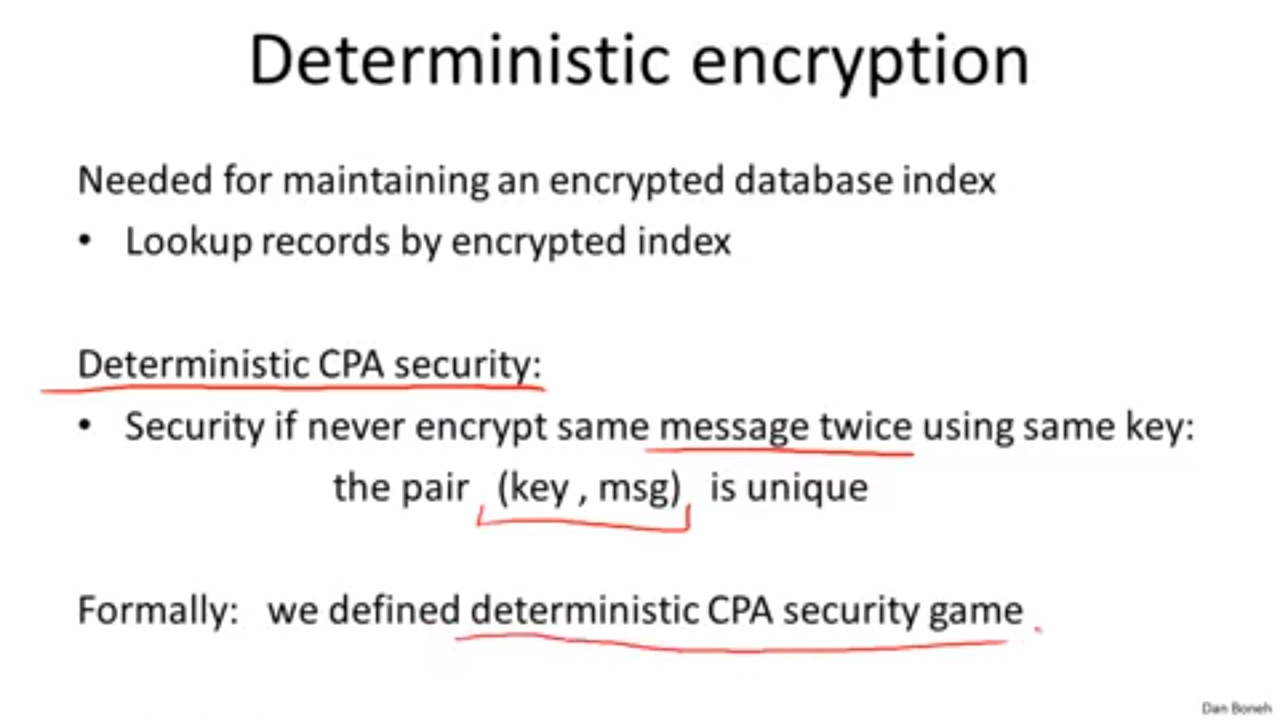 Deterministic encryption
Needed for maintaining an encrypted database index
• Lookup records by encrypted index
Deterministic CPA security:
• Security if never encrypt same message twice using same key:
the pair (key , msg) is unique
Formally: we defined deterministic CPA security game
Dan Boneh